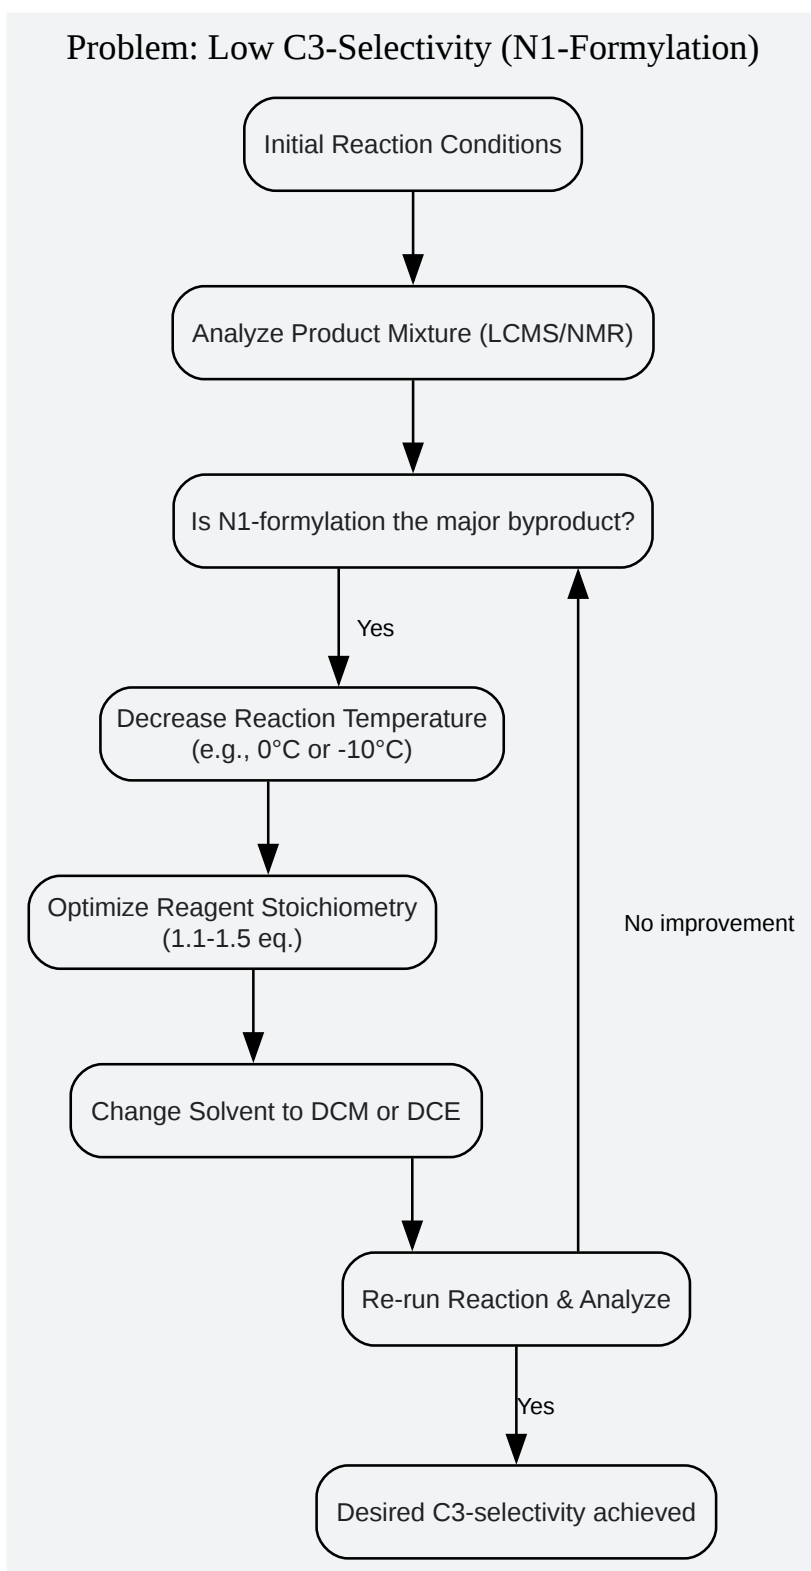 Problem: Low C3-Selectivity (N1-Formylation)
Initial Reaction Conditions
Analyze Product Mixture (LCMS/NMR)
Is N1-formylation the major byproduct?
Yes
Decrease Reaction Temperature
(e.g., 0°C or -10°C)
Optimize Reagent Stoichiometry
(1.1-1.5 eq.)
No improvement
Change Solvent to DCM or DCE
Re-run Reaction & Analyze
Yes
Desired C3-selectivity achieved